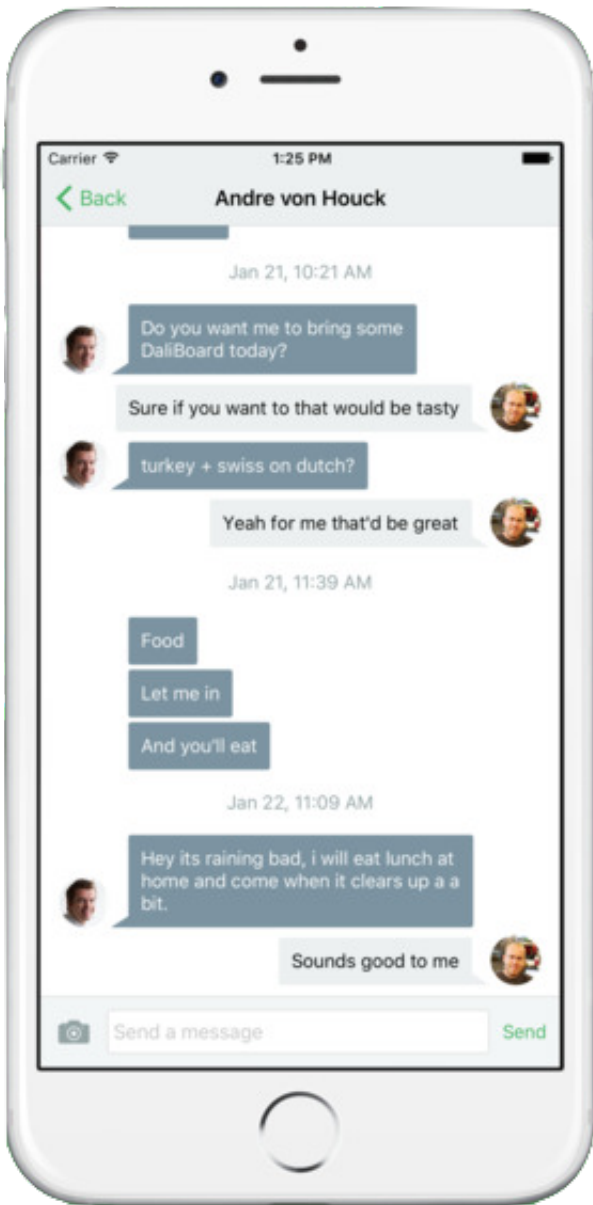 Carrier 1:25 PM
Back Andre von Houck
Jan 21, 10:21 AM
Do you want me to bring some
DaliBoard today?
Sure if you want to that would be tasty
turkey + swiss on dutch?
Yeah for me that'd be great
Jan 21, 11:39 AM
Food
Let me in
And you'll eat
Jan 22, 11:09 AM
Hey its raining bad, i will eat lunch at
home and come when it clears up a a
bit.
Sounds good to me
Send a message Send